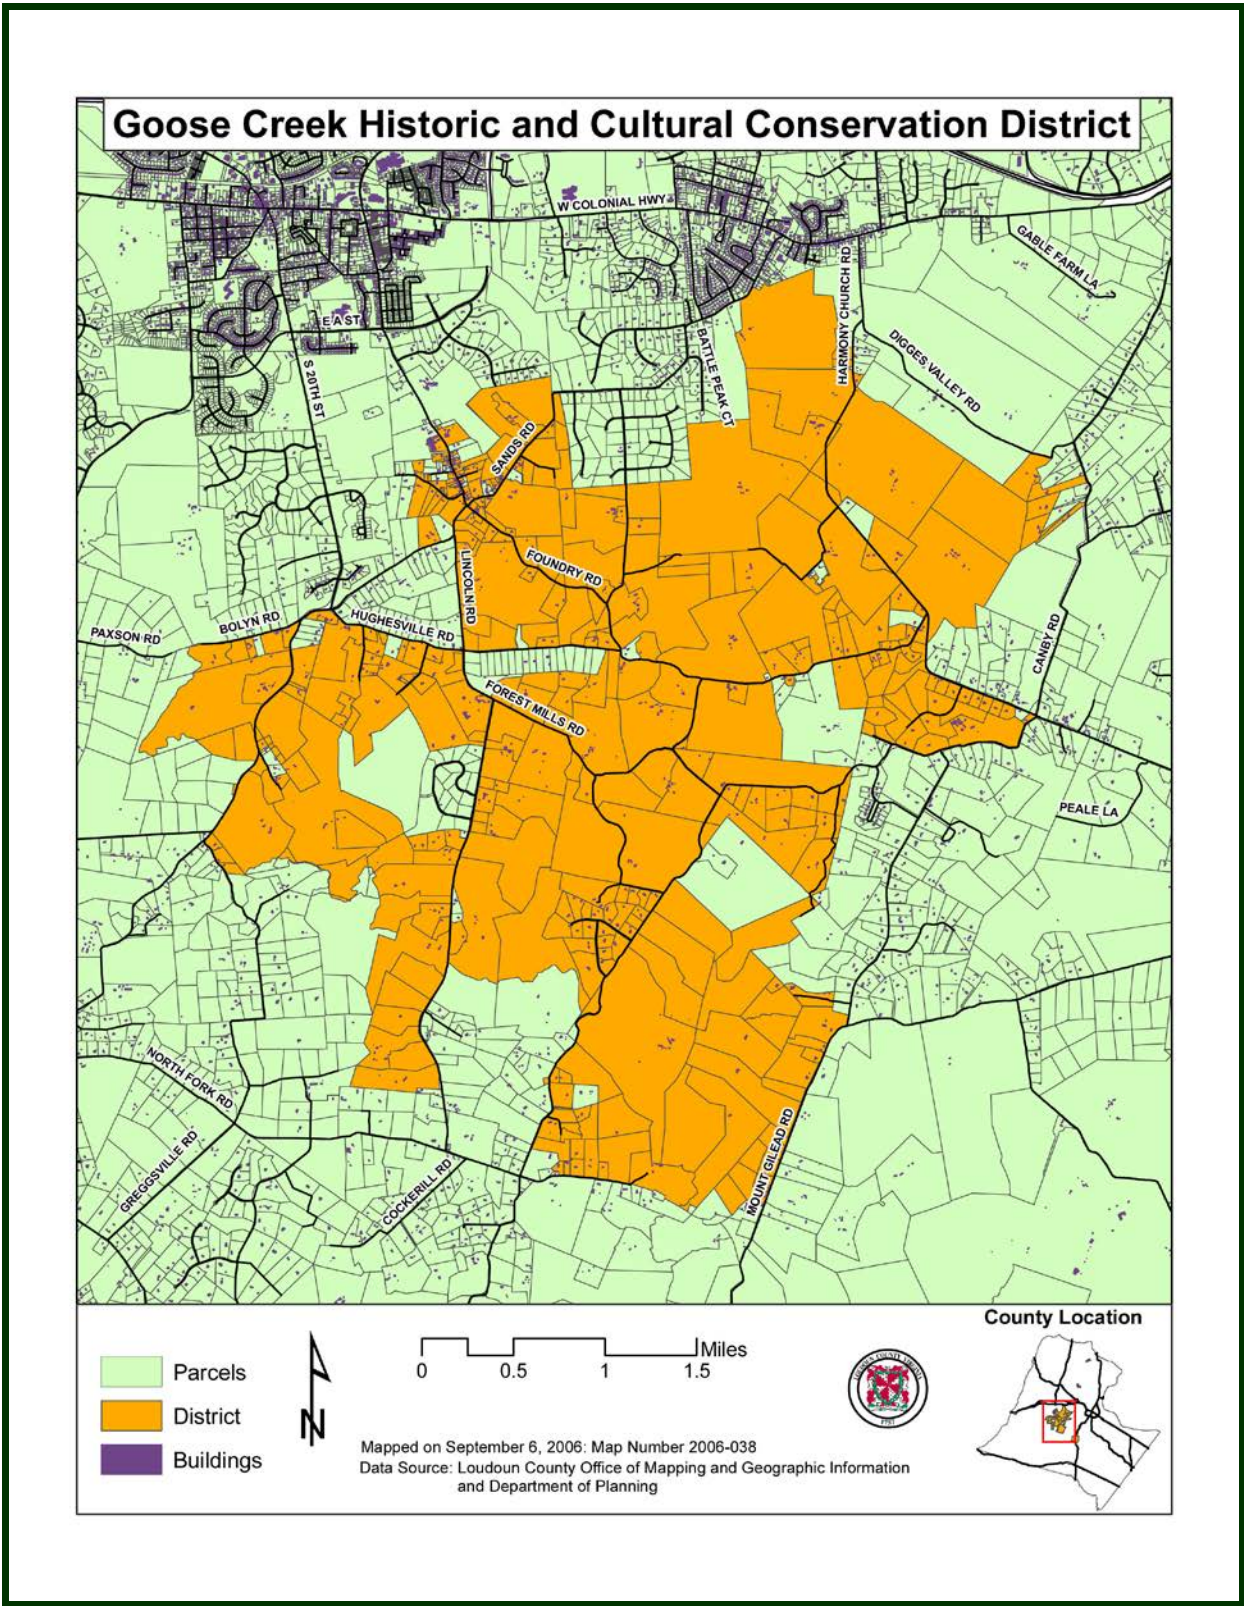 Goose Creek Historic and Cultural Conservation District
W COLONIAL HWY
GABLE FARM LA
HARMONY CHURCH RD
E A ST
BATTLE PEAK CT
DIGGES VALLEY RD
S 20TH ST
SANDS RD
FOUNDRY RD
LINCOLN RD
BOLYN RD
HUGHESVILLE RD
PAXSON RD
CANBY RD
FOREST MILLS RD
PEALE LA
NORTH FORK RD
GREGGSVILLE RD
COCKERILL RD
MOUNT GILEAD RD
County Location
Parcels
District
Buildings
N
Miles
0 0.5 1 1.5
LOUDOUN COUNTY VIRGINIA
1757
Mapped on September 6, 2006: Map Number 2006-038
Data Source: Loudoun County Office of Mapping and Geographic Information
and Department of Planning